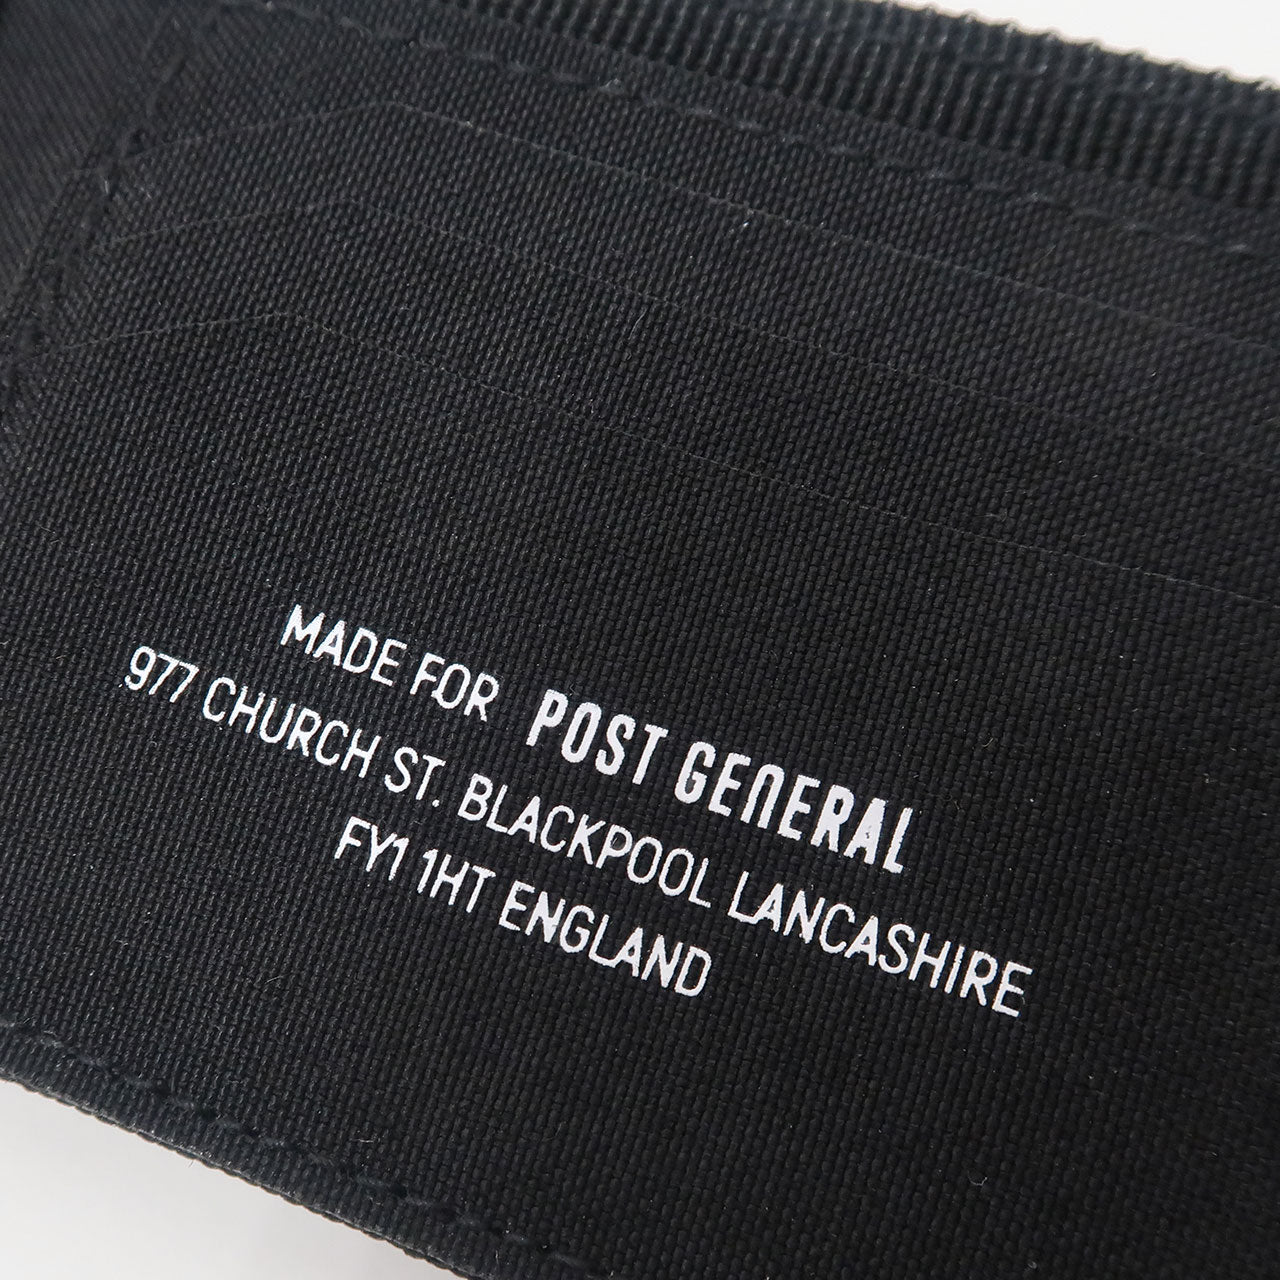 MADE FOR POST GENERAL
977 CHURCH ST. BLACKPOOL LANCASHIRE
FY1 1HT ENGLAND